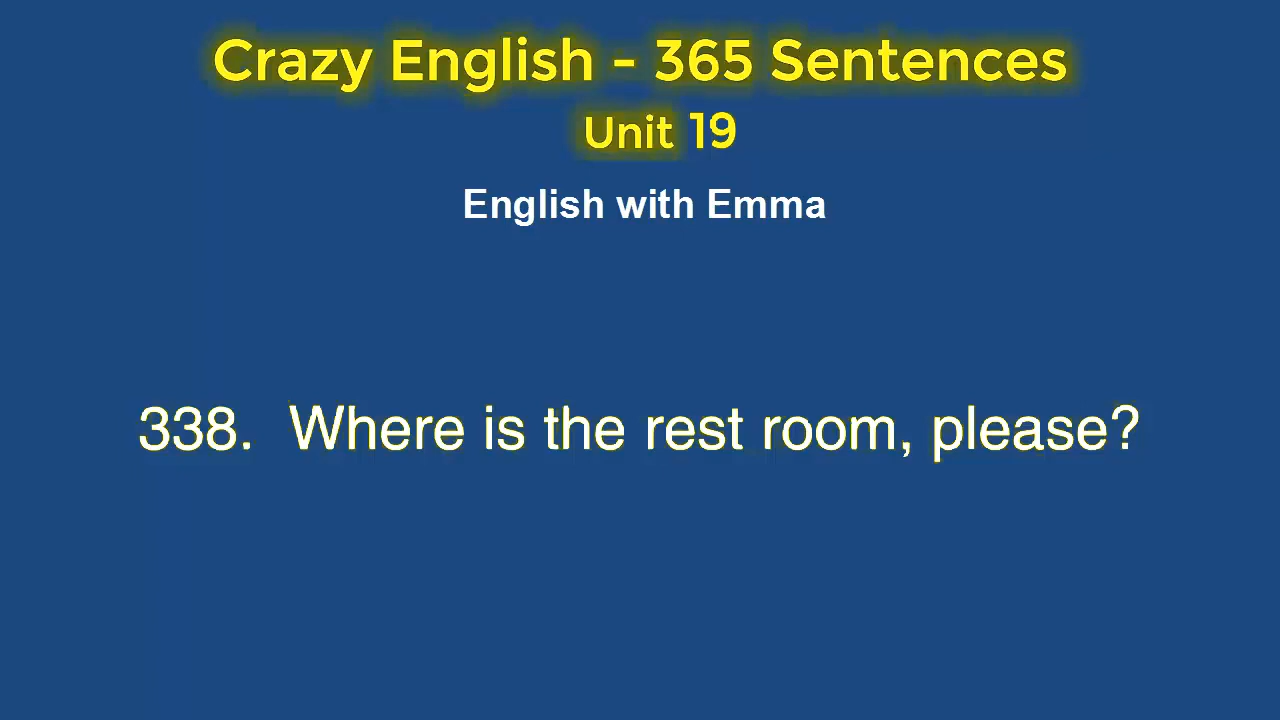 Crazy English - 365 Sentences
Unit 19
English with Emma
338. Where is the rest room, please?